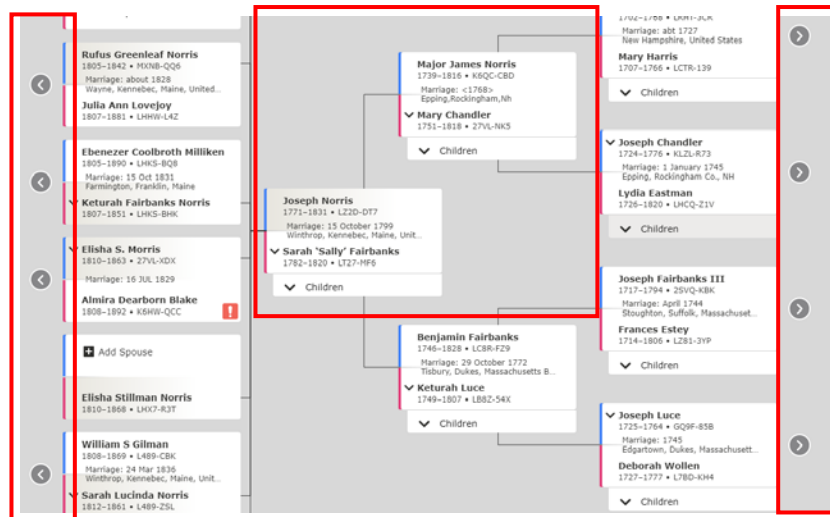 Rufus Greenleaf Norris
1805–1842 • MXNB-QQ6
Marriage: about 1828
Wayne, Kennebec, Maine, United...
Julia Ann Lovejoy
1807–1881 • LHHW-L4Z
Ebenezer Coolbroth Milliken
1805–1890 • LHKS-BQ8
Marriage: 15 Oct 1831
Farmington, Franklin, Maine
Keturah Fairbanks Norris
1807–1851 • LHKS-BHK
Elisha S. Morris
1810–1863 • 27VL-XDX
Marriage: 16 JUL 1829
Almira Dearborn Blake
1808–1892 • K6HW-QCC
Add Spouse
Elisha Stillman Norris
1810–1868 • LHX7-R3T
William S Gilman
1808–1869 • L489-CBK
Marriage: 24 Mar 1836
Winthrop, Kennebec, Maine, Unit...
Sarah Lucinda Norris
1812–1861 • L489-ZSL
Joseph Norris
1771–1831 • LZ2D-DT7
Marriage: 15 October 1799
Winthrop, Kennebec, Maine, Unit...
Sarah 'Sally' Fairbanks
1782–1820 • LT27-MF6
Children
Major James Norris
1739–1816 • K6QC-CBD
Marriage: <1768>
Epping,Rockingham,Nh
Mary Chandler
1751–1818 • 27VL-NK5
Children
Benjamin Fairbanks
1746–1828 • LC8R-FZ9
Marriage: 29 October 1772
Tisbury, Dukes, Massachusetts B...
Keturah Luce
1749–1807 • LB8Z-54X
Children
1702–1768 • LRMT-3CR
Marriage: abt 1727
New Hampshire, United States
Mary Harris
1707–1766 • LCTR-139
Children
Joseph Chandler
1724–1776 • KLZL-R73
Marriage: 1 January 1745
Epping, Rockingham Co., NH
Lydia Eastman
1726–1820 • LHCQ-Z1V
Children
Joseph Fairbanks III
1717–1794 • 2SVQ-KBK
Marriage: April 1744
Stoughton, Suffolk, Massachuset...
Frances Estey
1714–1806 • LZ81-3YP
Children
Joseph Luce
1725–1764 • GQ9F-85B
Marriage: 1745
Edgartown, Dukes, Massachusett...
Deborah Wollen
1727–1777 • L7BD-KH4
Children